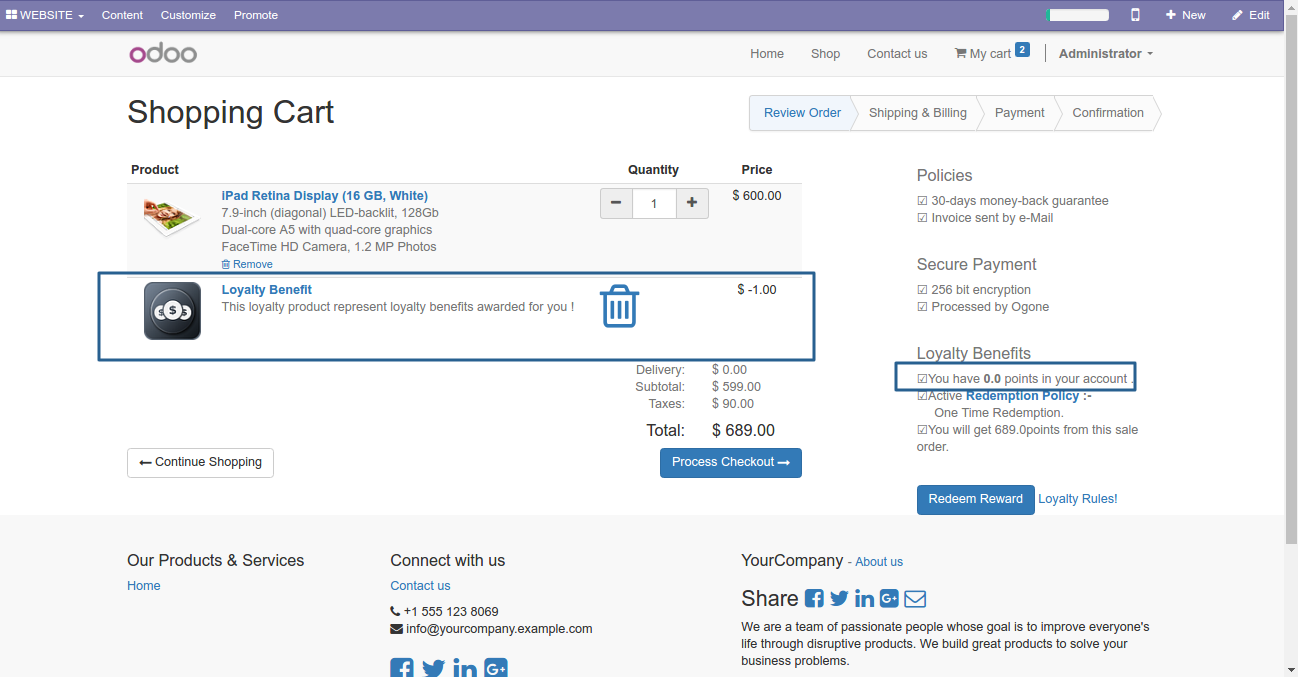 WEBSITE Content Customize Promote New Edit
odoo Home Shop Contact us My cart 2 Administrator
Shopping Cart
Review Order Shipping & Billing Payment Confirmation
Product Quantity Price
iPad Retina Display (16 GB, White) 1 $ 600.00
7.9-inch (diagonal) LED-backlit, 128Gb
Dual-core A5 with quad-core graphics
FaceTime HD Camera, 1.2 MP Photos
Remove
Loyalty Benefit $ -1.00
This loyalty product represent loyalty benefits awarded for you !
Delivery: $ 0.00
Subtotal: $ 599.00
Taxes: $ 90.00
Total: $ 689.00
Continue Shopping Process Checkout
Policies
30-days money-back guarantee
Invoice sent by e-Mail
Secure Payment
256 bit encryption
Processed by Ogone
Loyalty Benefits
You have 0.0 points in your account .
Active Redemption Policy :-
One Time Redemption.
You will get 689.0points from this sale
order.
Redeem Reward Loyalty Rules!
Our Products & Services
Home
Connect with us
Contact us
+1 555 123 8069
info@yourcompany.example.com
YourCompany - About us
Share
We are a team of passionate people whose goal is to improve everyone's
life through disruptive products. We build great products to solve your
business problems.